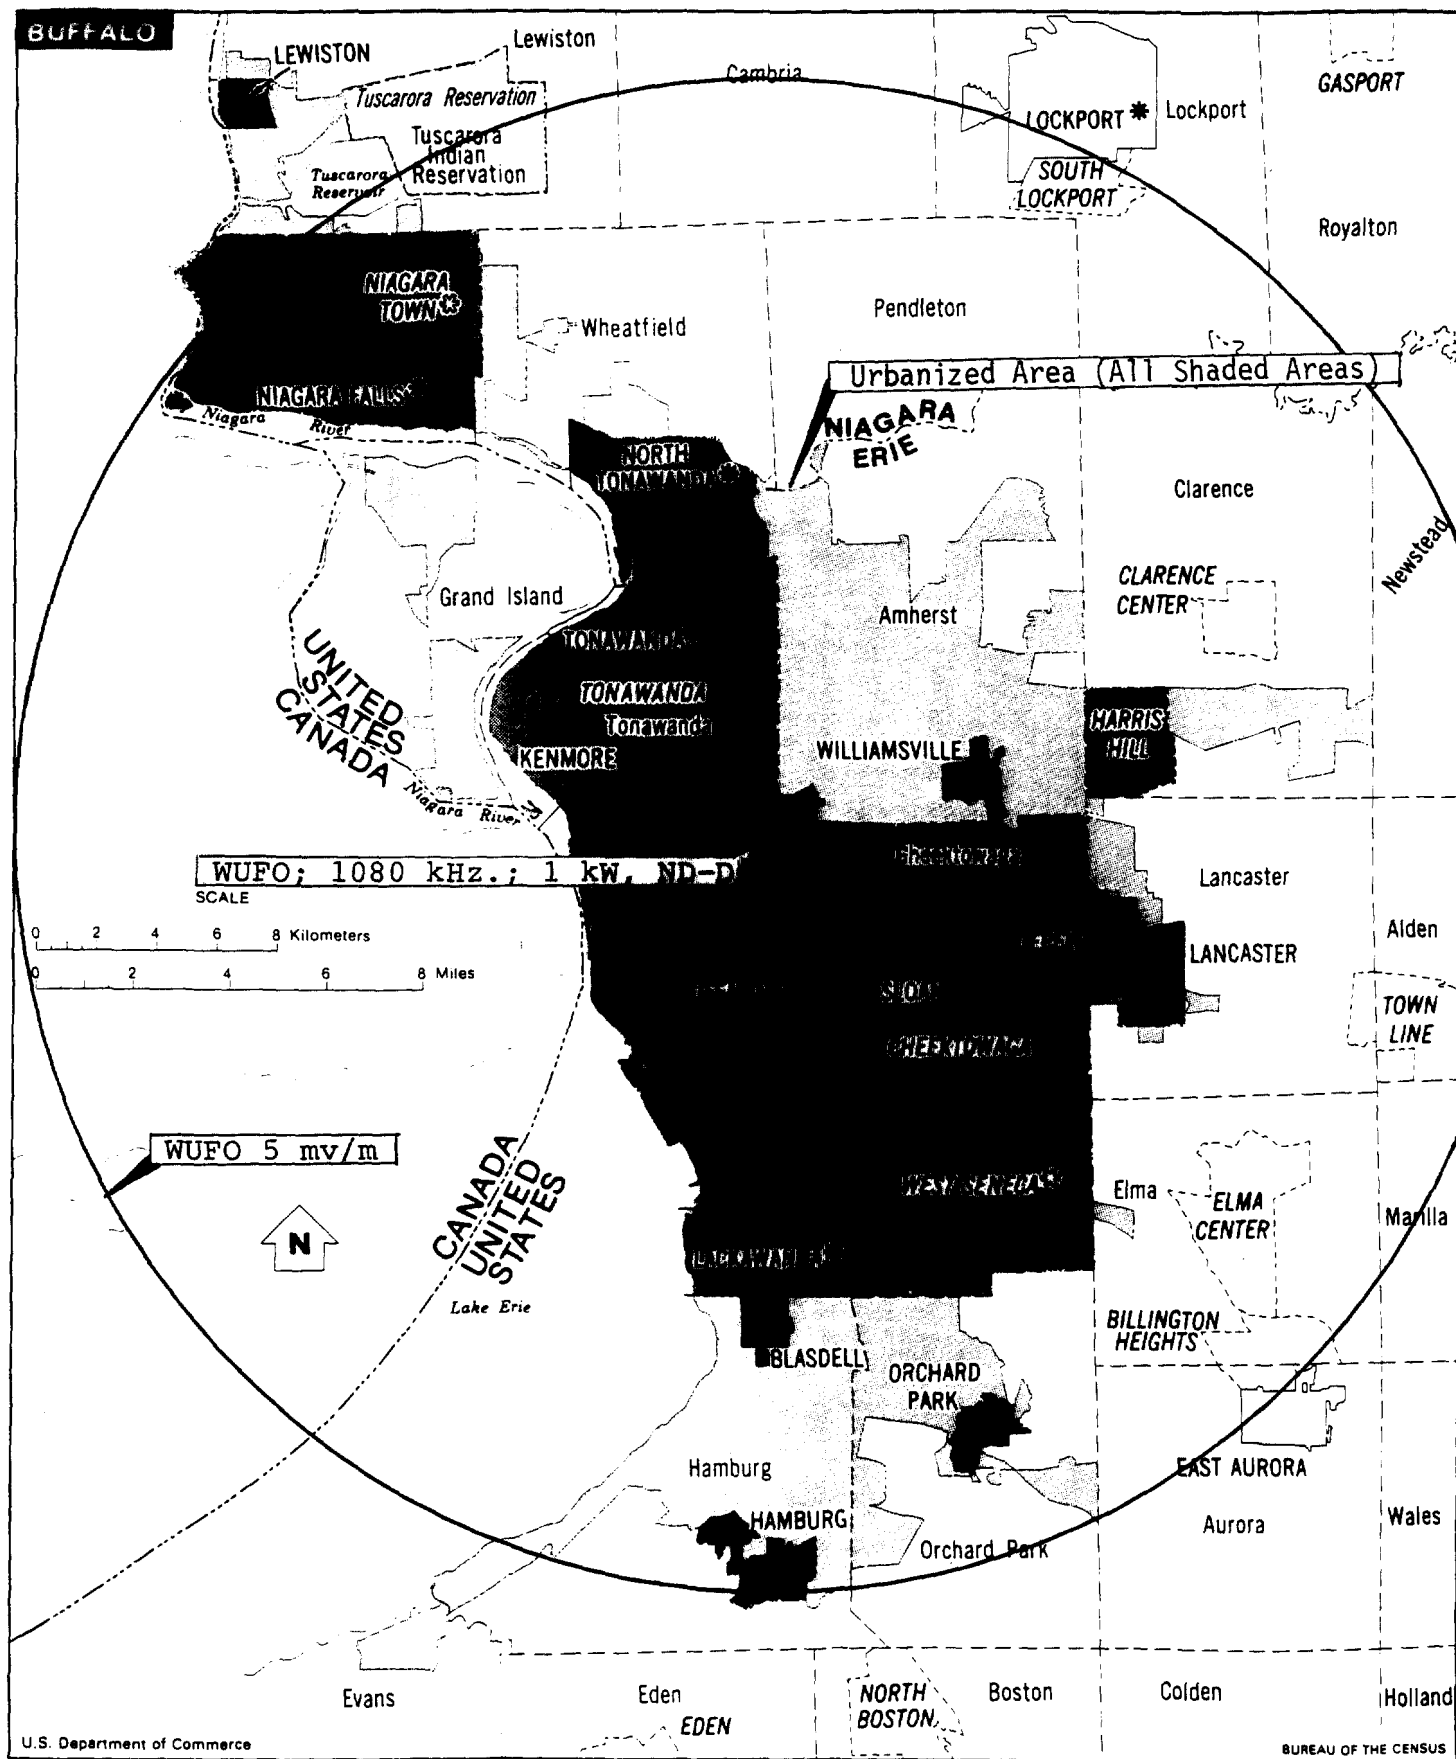 BUFFALO
LEWISTON
Lewiston
Cambria
GASPORT
Tuscarora Reservation
LOCKPORT *
Lockport
Tuscarora
Indian
Reservation
Tuscarora
Reservoir
SOUTH
LOCKPORT
Royalton
NIAGARA
TOWN
Pendleton
Wheatfield
Urbanized Area (All Shaded Areas)
NIAGARA FALLS
Niagara
River
NIAGARA
ERIE
NORTH
TONAWANDA *
Clarence
Newstead
CLARENCE
CENTER
Grand Island
Amherst
TONAWANDA
UNITED
STATES
CANADA
TONAWANDA
Tonawanda
HARRIS
HILL
WILLIAMSVILLE
KENMORE
Niagara River
WUFO; 1080 kHz.; 1 kW, ND-D
Cheektowaga
Lancaster
SCALE
0 2 4 6 8 Kilometers
Alden
LANCASTER
0 2 4 6 8 Miles
SLOAN
TOWN
LINE
CHEEKTOWAGA
WUFO 5 mv/m
CANADA
UNITED
STATES
WEST SENECA
Elma
ELMA
CENTER
Marilla
N
LACKAWANNA
Lake Erie
BILLINGTON
HEIGHTS
BLASDELL
ORCHARD
PARK
Hamburg
EAST AURORA
HAMBURG
Aurora
Wales
Orchard Park
Evans
Eden
NORTH
BOSTON
Boston
Colden
Holland
EDEN
U.S. Department of Commerce
BUREAU OF THE CENSUS